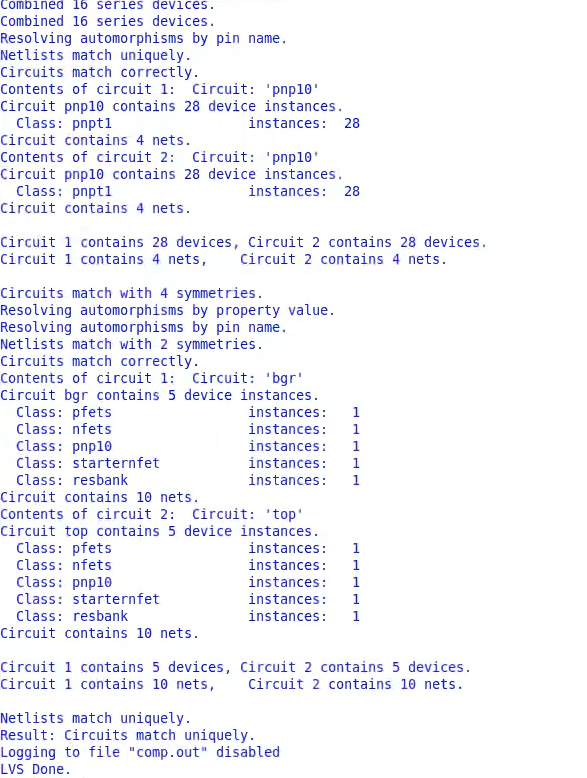 Combined 16 series devices.
Combined 16 series devices.
Resolving automorphisms by pin name.
Netlists match uniquely.
Circuits match correctly.
Contents of circuit 1:  Circuit: 'pnp10'
Circuit pnp10 contains 28 device instances.
  Class: pnpt1                 instances:  28
Circuit contains 4 nets.
Contents of circuit 2:  Circuit: 'pnp10'
Circuit pnp10 contains 28 device instances.
  Class: pnpt1                 instances:  28
Circuit contains 4 nets.

Circuit 1 contains 28 devices, Circuit 2 contains 28 devices.
Circuit 1 contains 4 nets,    Circuit 2 contains 4 nets.

Circuits match with 4 symmetries.
Resolving automorphisms by property value.
Resolving automorphisms by pin name.
Netlists match with 2 symmetries.
Circuits match correctly.
Contents of circuit 1:  Circuit: 'bgr'
Circuit bgr contains 5 device instances.
  Class: pfets                 instances:   1
  Class: nfets                 instances:   1
  Class: pnp10                 instances:   1
  Class: starternfet           instances:   1
  Class: resbank               instances:   1
Circuit contains 10 nets.
Contents of circuit 2:  Circuit: 'top'
Circuit top contains 5 device instances.
  Class: pfets                 instances:   1
  Class: nfets                 instances:   1
  Class: pnp10                 instances:   1
  Class: starternfet           instances:   1
  Class: resbank               instances:   1
Circuit contains 10 nets.

Circuit 1 contains 5 devices, Circuit 2 contains 5 devices.
Circuit 1 contains 10 nets,    Circuit 2 contains 10 nets.

Netlists match uniquely.
Result: Circuits match uniquely.
Logging to file "comp.out" disabled
LVS Done.